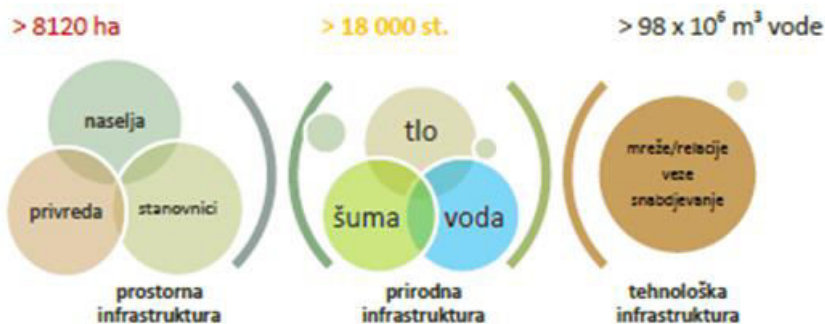 > 8120 ha
> 18 000 st.
> 98 x 10⁶ m³ vode
naselja
privreda
stanovnici
tlo
šuma
voda
mreže/relacije
veze
snabdjevanje
prostorna
infrastruktura
prirodna
infrastruktura
tehnološka
infrastruktura